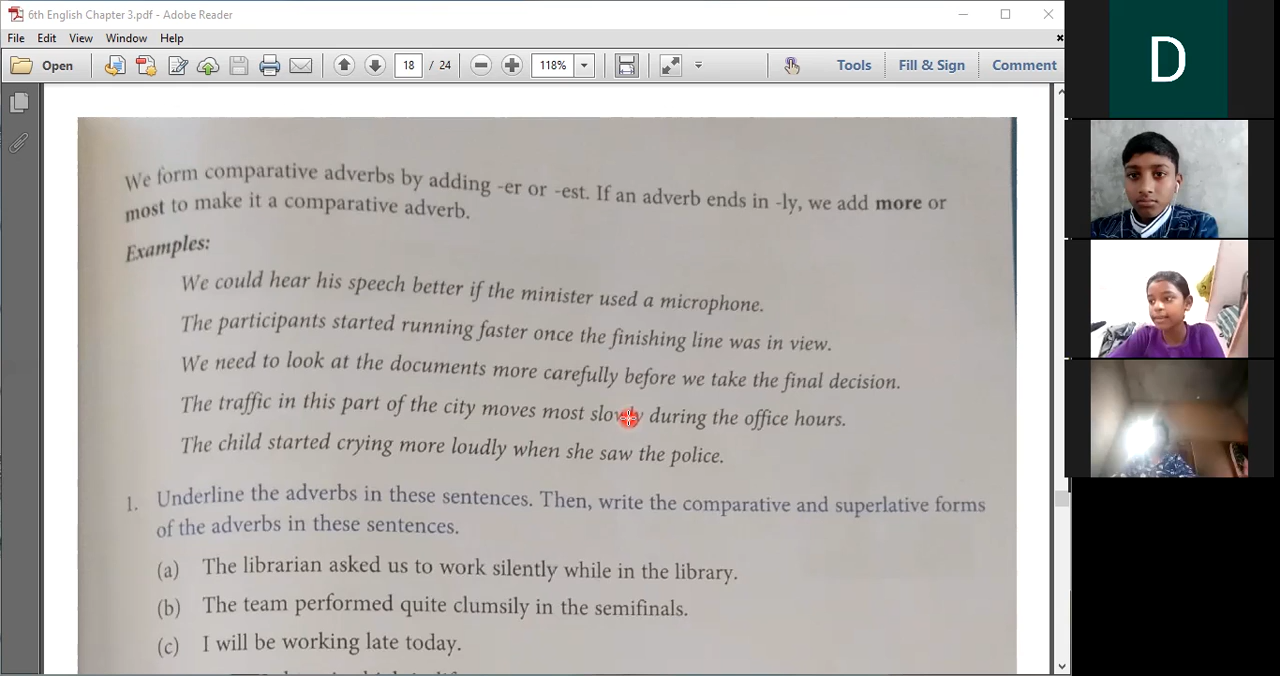 6th English Chapter 3.pdf - Adobe Reader
File Edit View Window Help
Open 18 / 24 118% Tools Fill & Sign Comment
D
We form comparative adverbs by adding -er or -est. If an adverb ends in -ly, we add more or
most to make it a comparative adverb.
Examples:
We could hear his speech better if the minister used a microphone.
The participants started running faster once the finishing line was in view.
We need to look at the documents more carefully before we take the final decision.
The traffic in this part of the city moves most slowly during the office hours.
The child started crying more loudly when she saw the police.
1. Underline the adverbs in these sentences. Then, write the comparative and superlative forms
of the adverbs in these sentences.
(a) The librarian asked us to work silently while in the library.
(b) The team performed quite clumsily in the semifinals.
(c) I will be working late today.